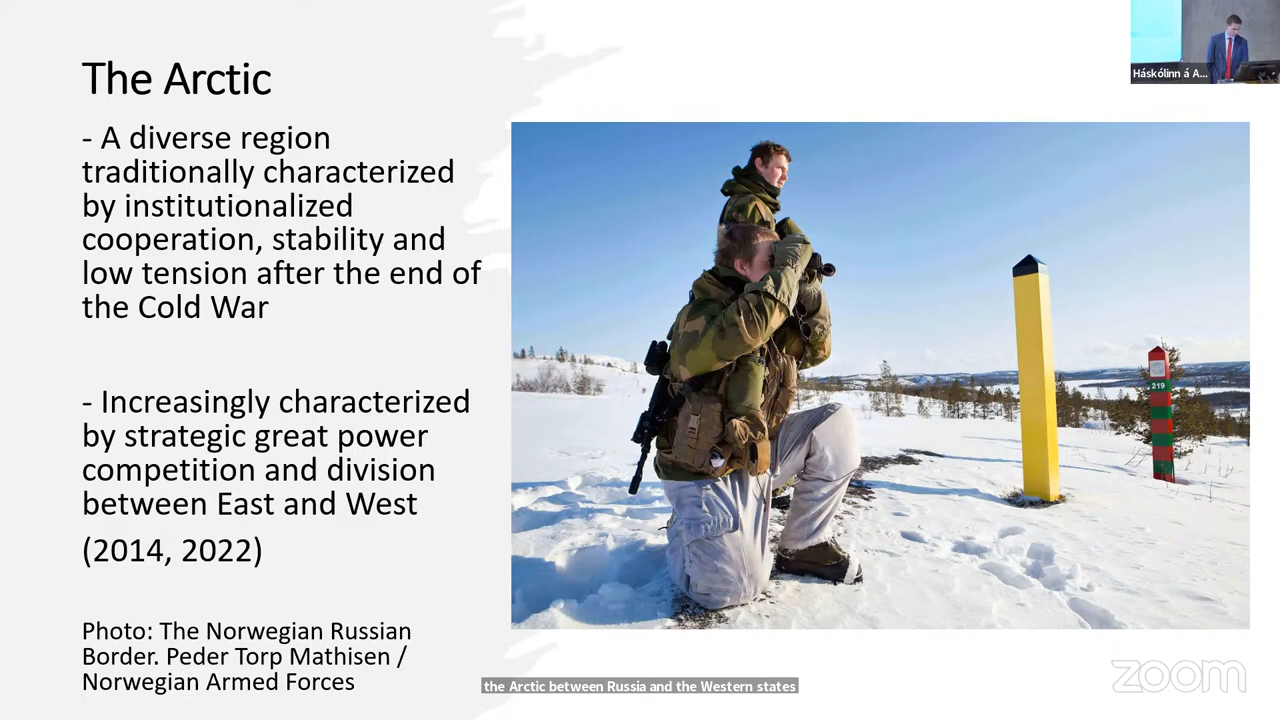 The Arctic
- A diverse region
traditionally characterized
by institutionalized
cooperation, stability and
low tension after the end of
the Cold War
- Increasingly characterized
by strategic great power
competition and division
between East and West
(2014, 2022)
Photo: The Norwegian Russian
Border. Peder Torp Mathisen /
Norwegian Armed Forces
219
Háskólinn á A...
the Arctic between Russia and the Western states
zoom